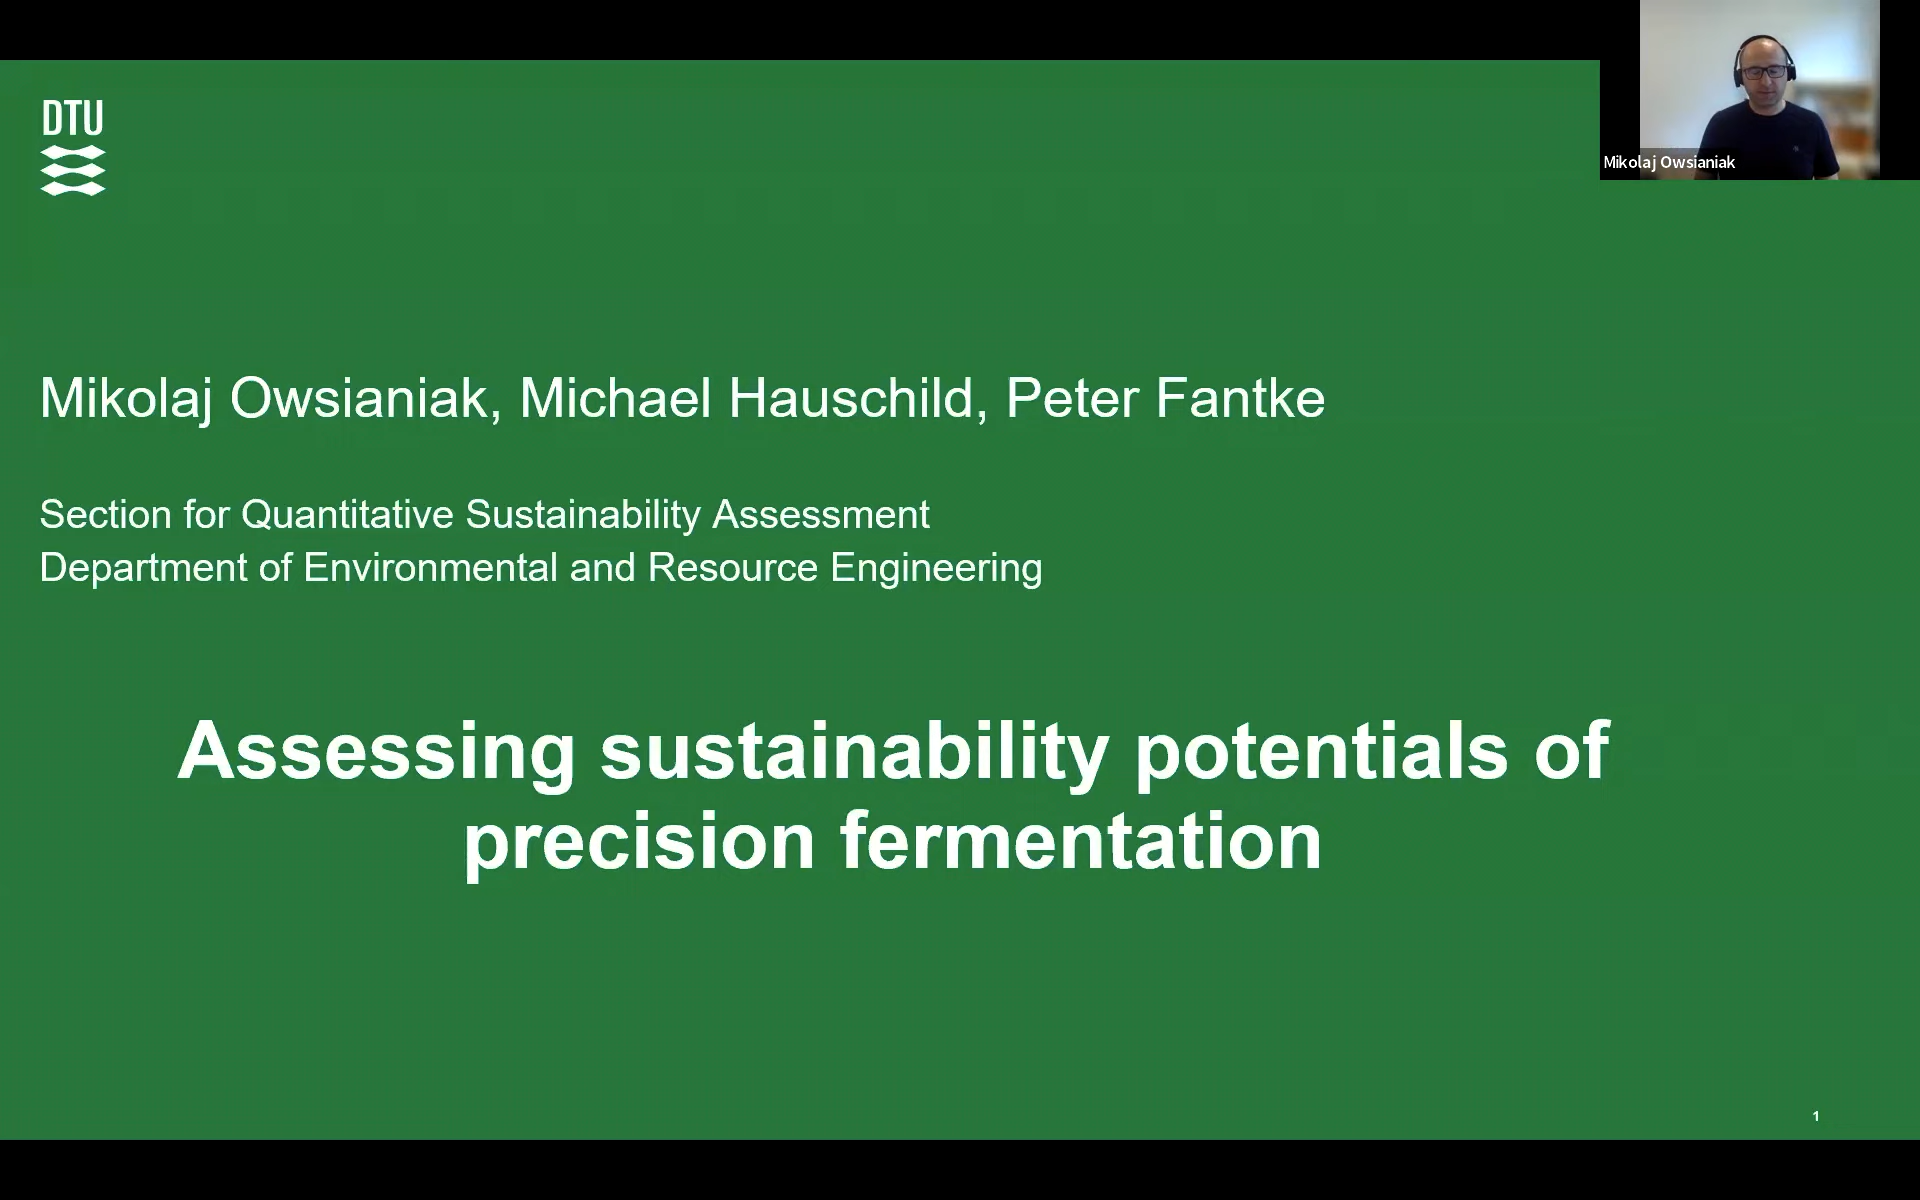 DTU
Mikolaj Owsianiak
Mikolaj Owsianiak, Michael Hauschild, Peter Fantke
Section for Quantitative Sustainability Assessment
Department of Environmental and Resource Engineering
Assessing sustainability potentials of
precision fermentation
1